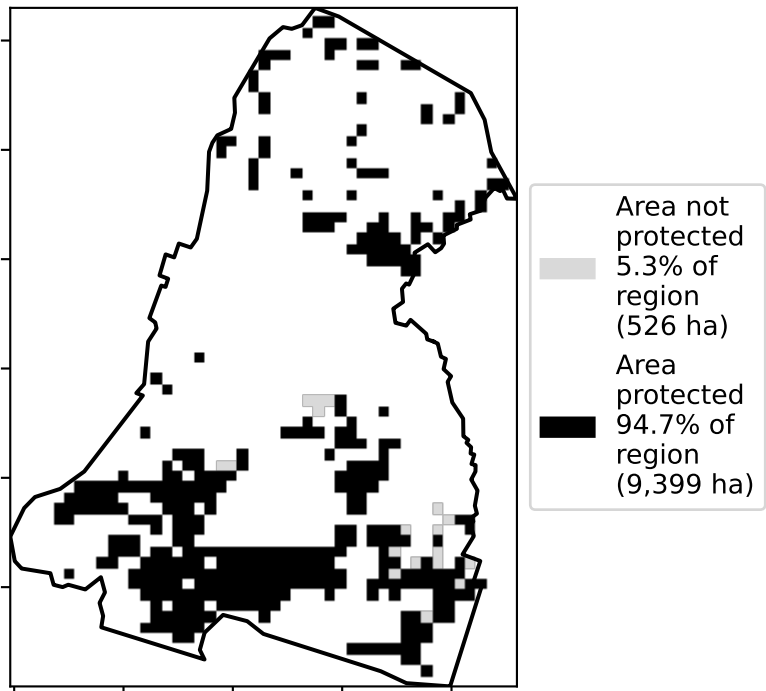 Area not
protected
5.3% of
region
(526 ha)
Area
protected
94.7% of
region
(9,399 ha)